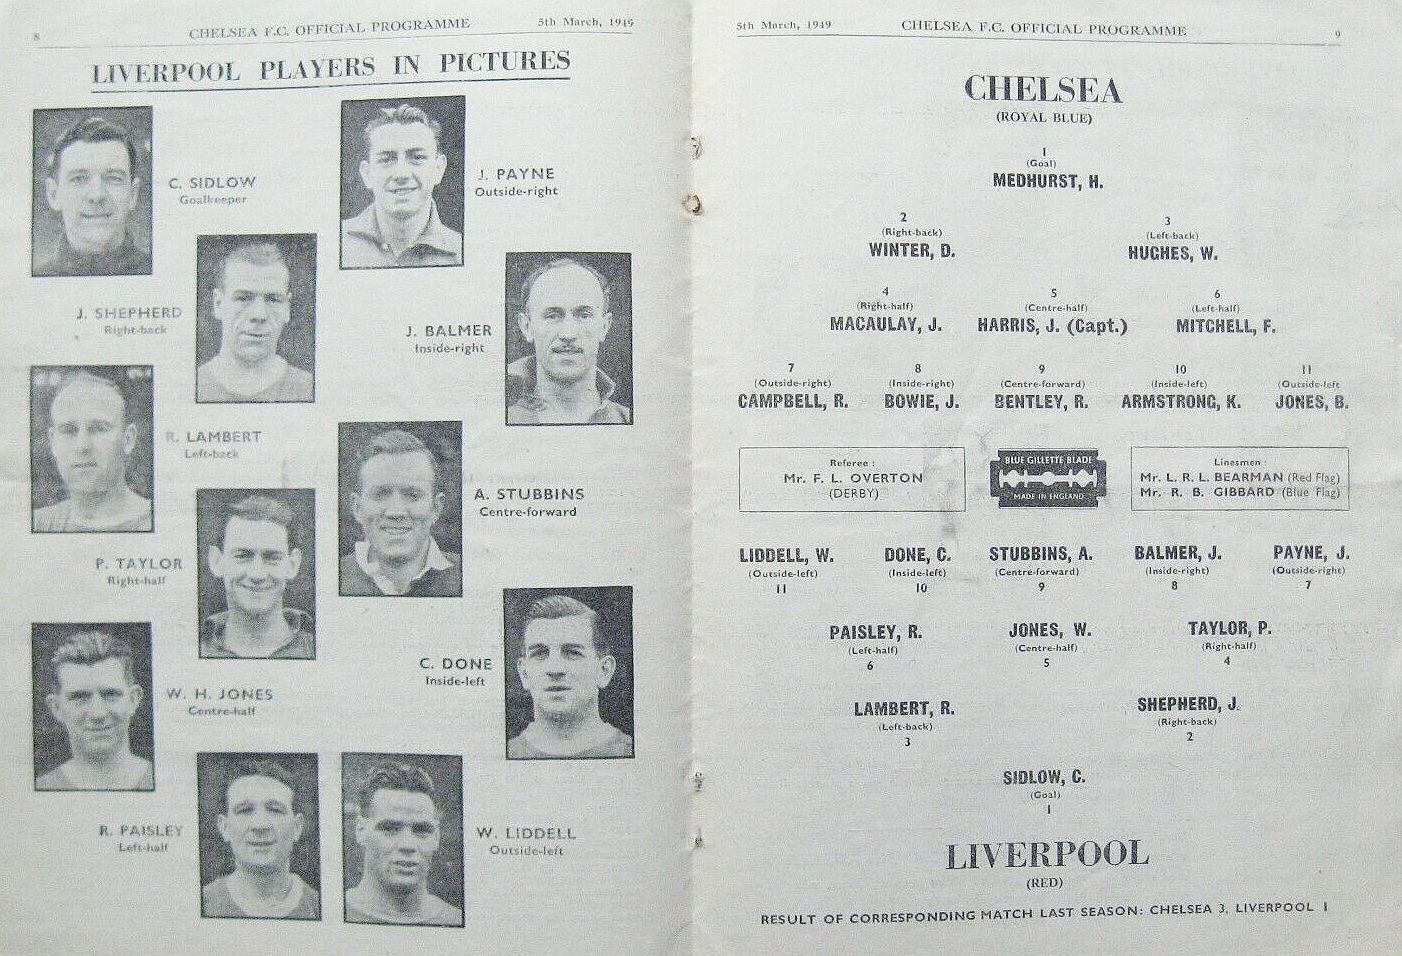 8 CHELSEA F.C. OFFICIAL PROGRAMME 5th March, 1949
LIVERPOOL PLAYERS IN PICTURES
C. SIDLOW
Goalkeeper
J. PAYNE
Outside-right
J. SHEPHERD
Right-back
J. BALMER
Inside-right
R. LAMBERT
Left-back
A. STUBBINS
Centre-forward
P. TAYLOR
Right-half
C. DONE
Inside-left
W. H. JONES
Centre-half
R. PAISLEY
Left-half
W. LIDDELL
Outside-left
5th March, 1949 CHELSEA F.C. OFFICIAL PROGRAMME 9
CHELSEA
(ROYAL BLUE)
1
(Goal)
MEDHURST, H.
2 3
(Right-back) (Left-back)
WINTER, D. HUGHES, W.
4 5 6
(Right-half) (Centre-half) (Left-half)
MACAULAY, J. HARRIS, J. (Capt.) MITCHELL, F.
7 8 9 10 11
(Outside-right) (Inside-right) (Centre-forward) (Inside-left) (Outside-left
CAMPBELL, R. BOWIE, J. BENTLEY, R. ARMSTRONG, K. JONES, B.
Referee :
Mr. F. L. OVERTON
(DERBY)
BLUE GILLETTE BLADE
MADE IN ENGLAND
Linesmen :
Mr. L. R. L. BEARMAN (Red Flag)
Mr. R. B. GIBBARD (Blue Flag)
LIDDELL, W. DONE, C. STUBBINS, A. BALMER, J. PAYNE, J.
(Outside-left) (Inside-left) (Centre-forward) (Inside-right) (Outside-right)
11 10 9 8 7
PAISLEY, R. JONES, W. TAYLOR, P.
(Left-half) (Centre-half) (Right-half)
6 5 4
LAMBERT, R. SHEPHERD, J.
(Left-back) (Right-back)
3 2
SIDLOW, C.
(Goal)
1
LIVERPOOL
(RED)
RESULT OF CORRESPONDING MATCH LAST SEASON: CHELSEA 3, LIVERPOOL 1